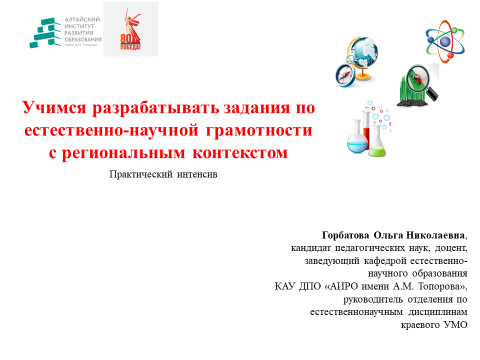 АЛТАЙСКИЙ
ИНСТИТУТ
РАЗВИТИЯ
ОБРАЗОВАНИЯ
80
ПОБЕДА!
Учимся разрабатывать задания по
естественно-научной грамотности
с региональным контекстом
Практический интенсив
Горбатова Ольга Николаевна,
кандидат педагогических наук, доцент,
заведующий кафедрой естественно-
научного образования
КАУ ДПО «АИРО имени А.М. Топорова»,
руководитель отделения по
естественнонаучным дисциплинам
краевого УМО